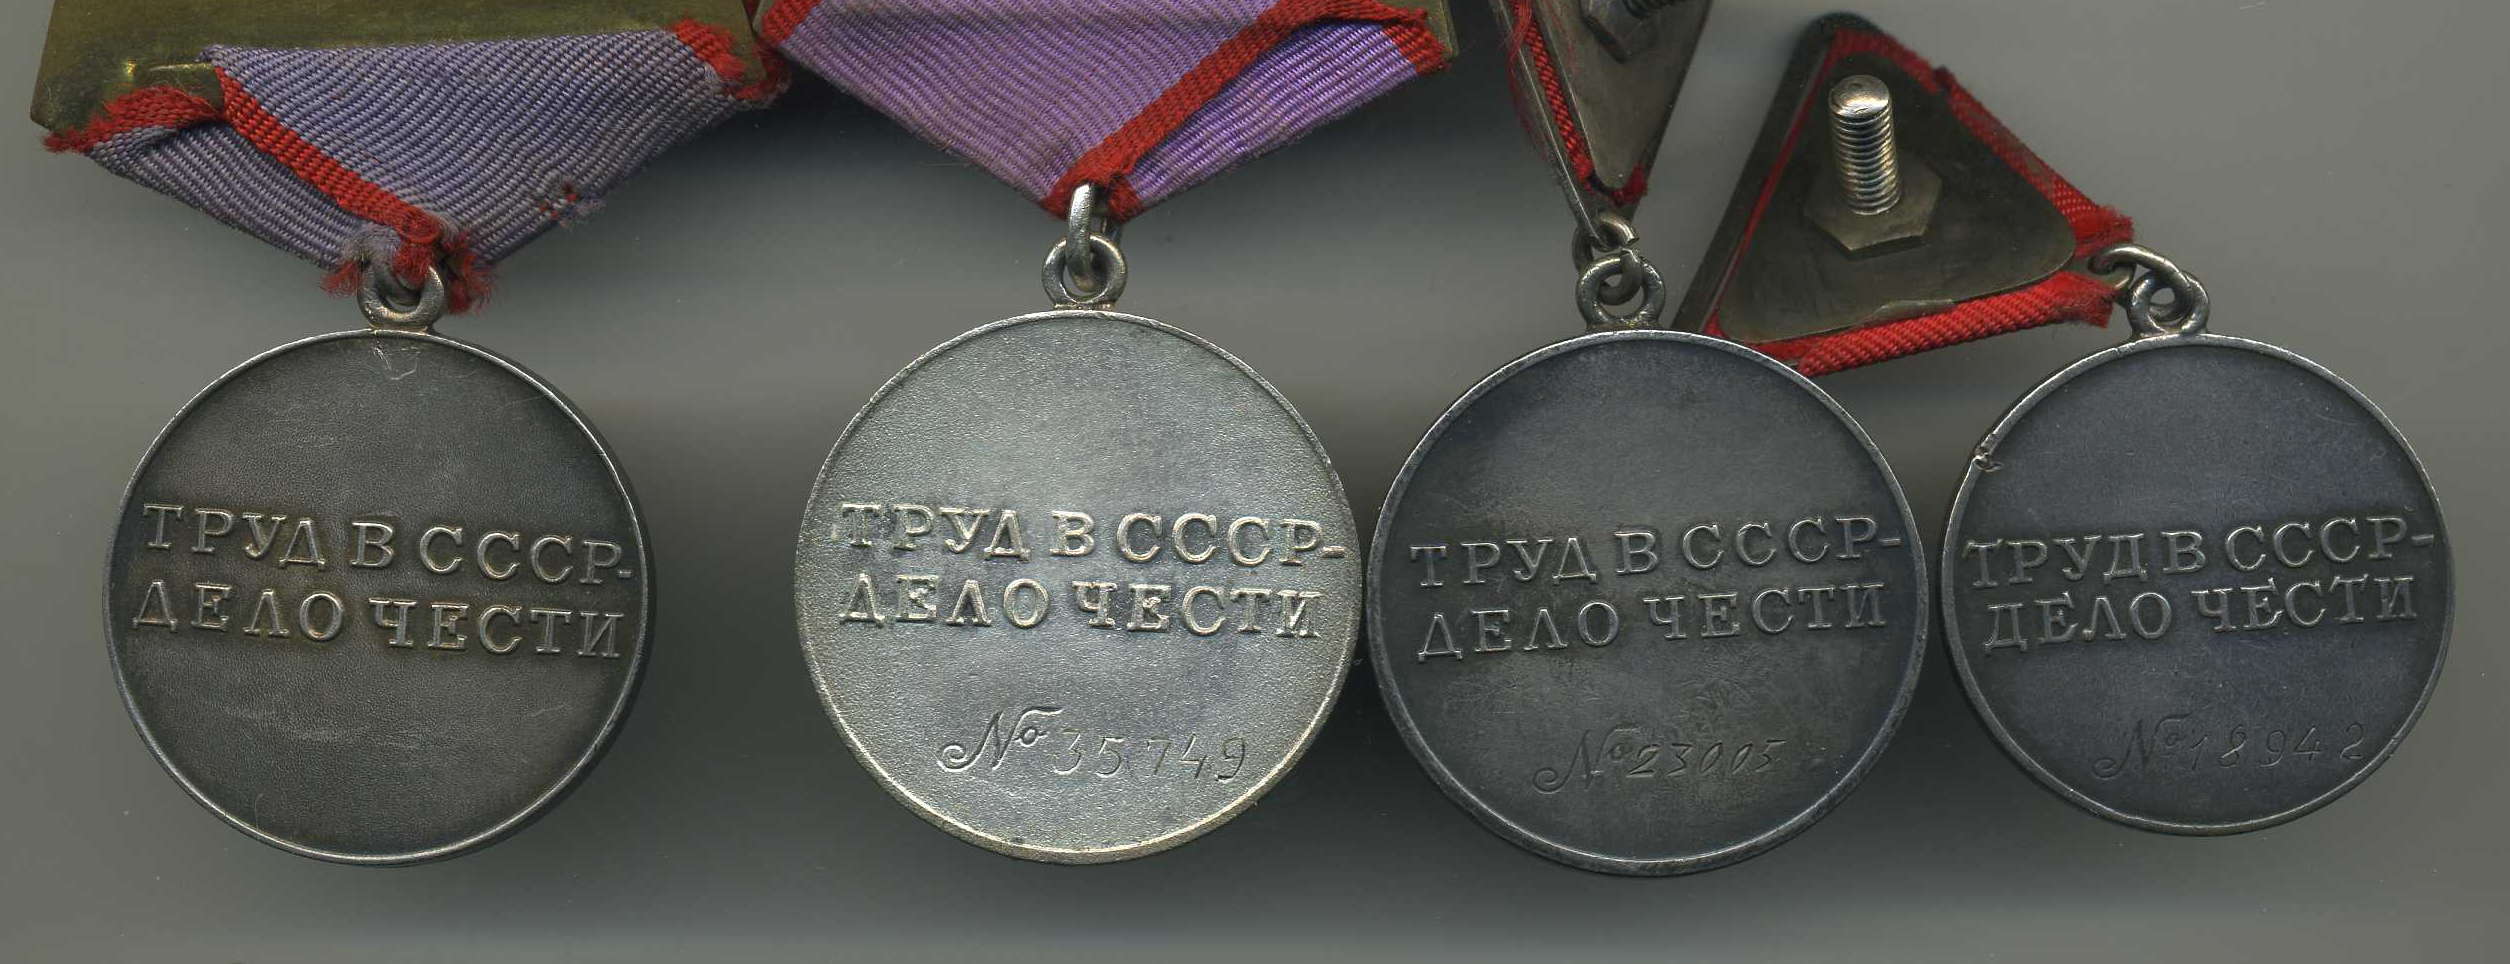 ТРУД В СССР-
ДЕЛО ЧЕСТИ
ТРУД В СССР-
ДЕЛО ЧЕСТИ
№ 35749
ТРУД В СССР-
ДЕЛО ЧЕСТИ
№ 23005
ТРУД В СССР-
ДЕЛО ЧЕСТИ
№ 18942